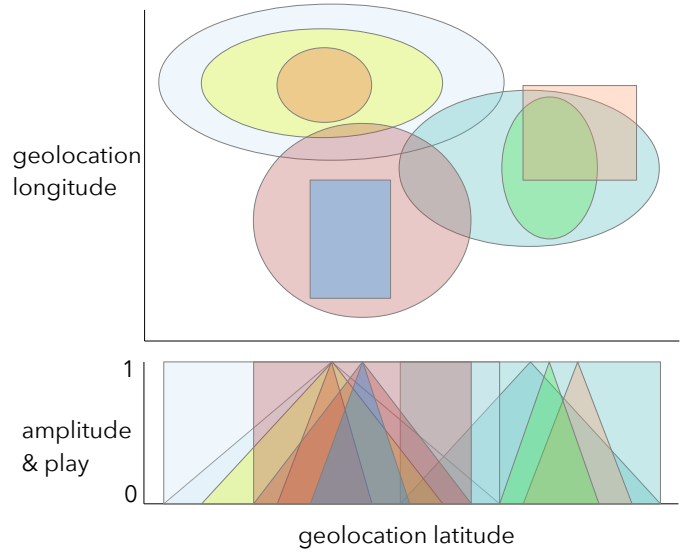 geolocation
longitude
1
amplitude
& play
0
geolocation latitude